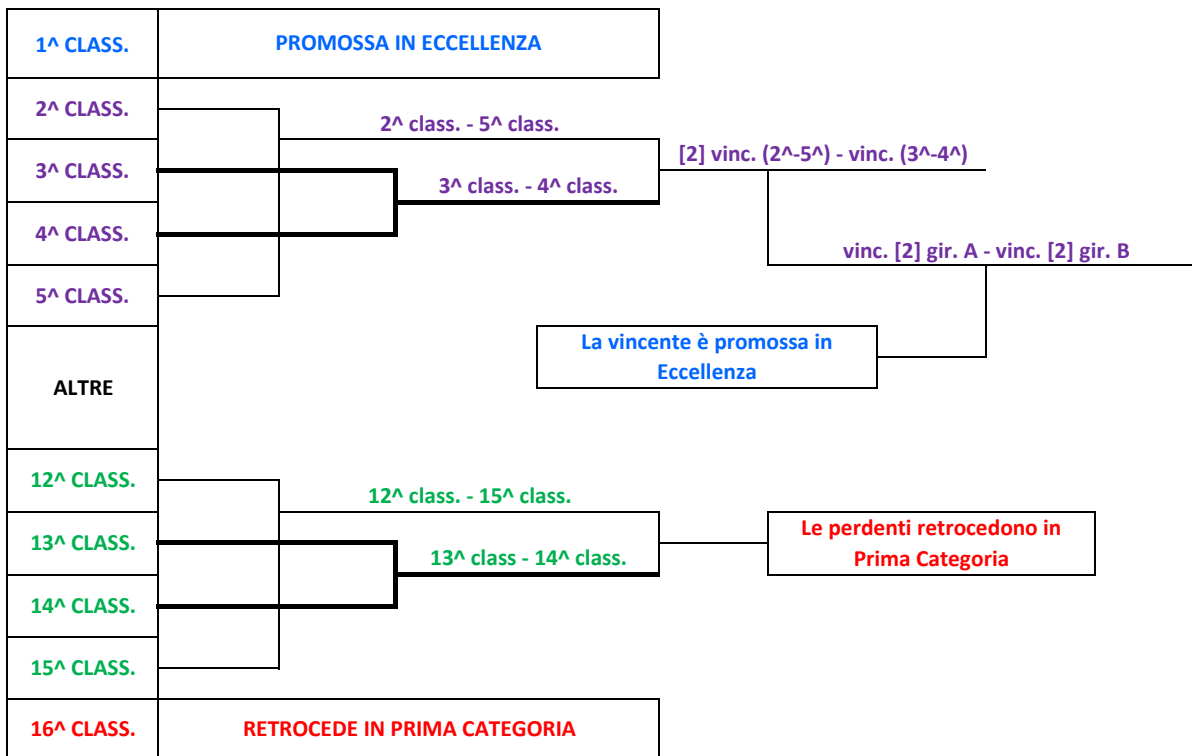 1^ CLASS.
PROMOSSA IN ECCELLENZA
2^ CLASS.
2^ class. - 5^ class.
3^ CLASS.
[2] vinc. (2^-5^) - vinc. (3^-4^)
3^ class. - 4^ class.
4^ CLASS.
vinc. [2] gir. A - vinc. [2] gir. B
5^ CLASS.
La vincente è promossa in
Eccellenza
ALTRE
12^ CLASS.
12^ class. - 15^ class.
13^ CLASS.
Le perdenti retrocedono in
Prima Categoria
13^ class - 14^ class.
14^ CLASS.
15^ CLASS.
16^ CLASS.
RETROCEDE IN PRIMA CATEGORIA